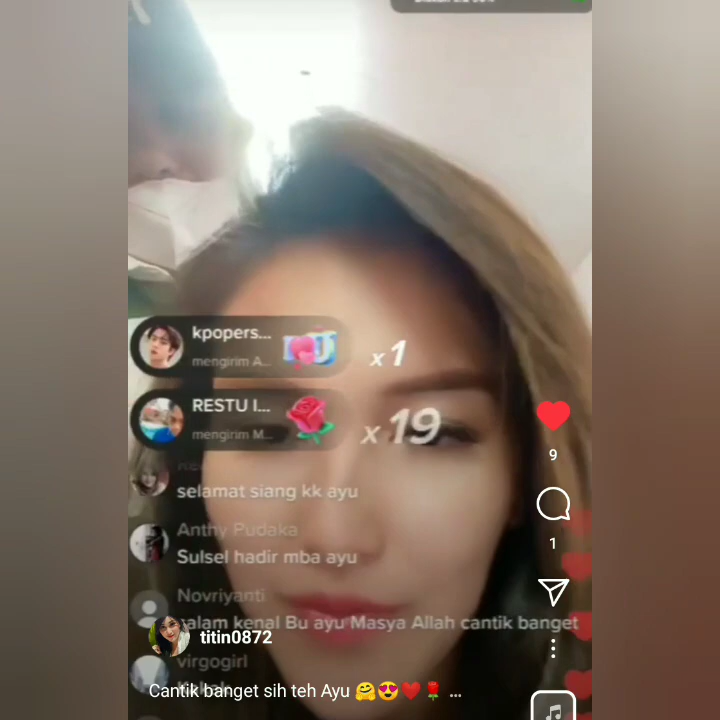 kpopers...
mengirim A...
x1
RESTU I...
mengirim M...
x19
selamat siang kk ayu
Anthy Pudaka
Sulsel hadir mba ayu
Novriyanti
alam kenal Bu ayu Masya Allah cantik banget
titin0872
virgogirl
Cantik banget sih teh Ayu 🤗😍❤️🌹 ...
9
1